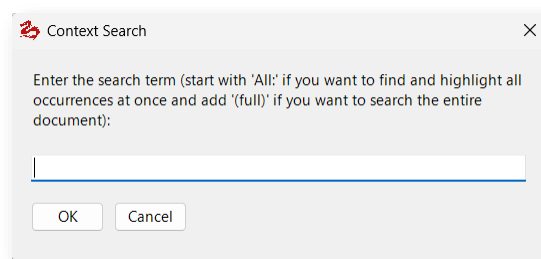 Context Search
Enter the search term (start with 'All:' if you want to find and highlight all
occurrences at once and add '(full)' if you want to search the entire
document):
OK Cancel